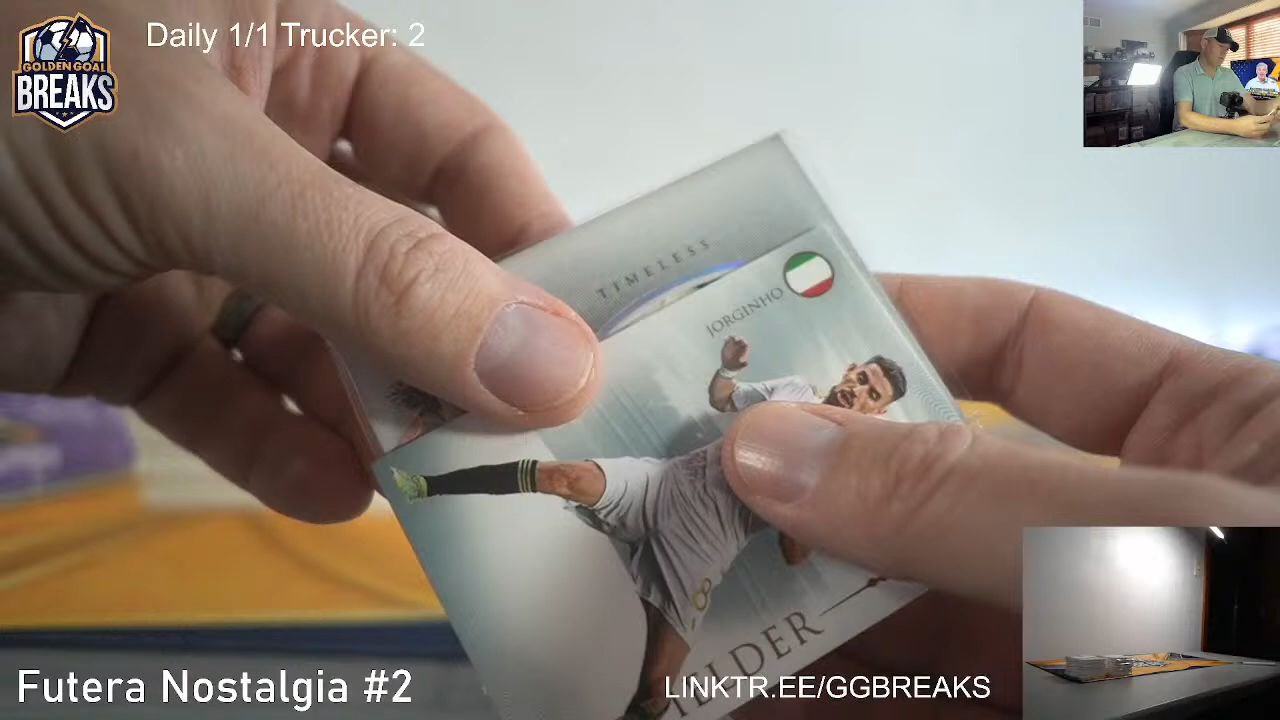 Daily 1/1 Trucker: 2
GOLDEN GOAL
BREAKS
TIMELESS
JORGINHO
Futera Nostalgia #2
LINKTR.EE/GGBREAKS